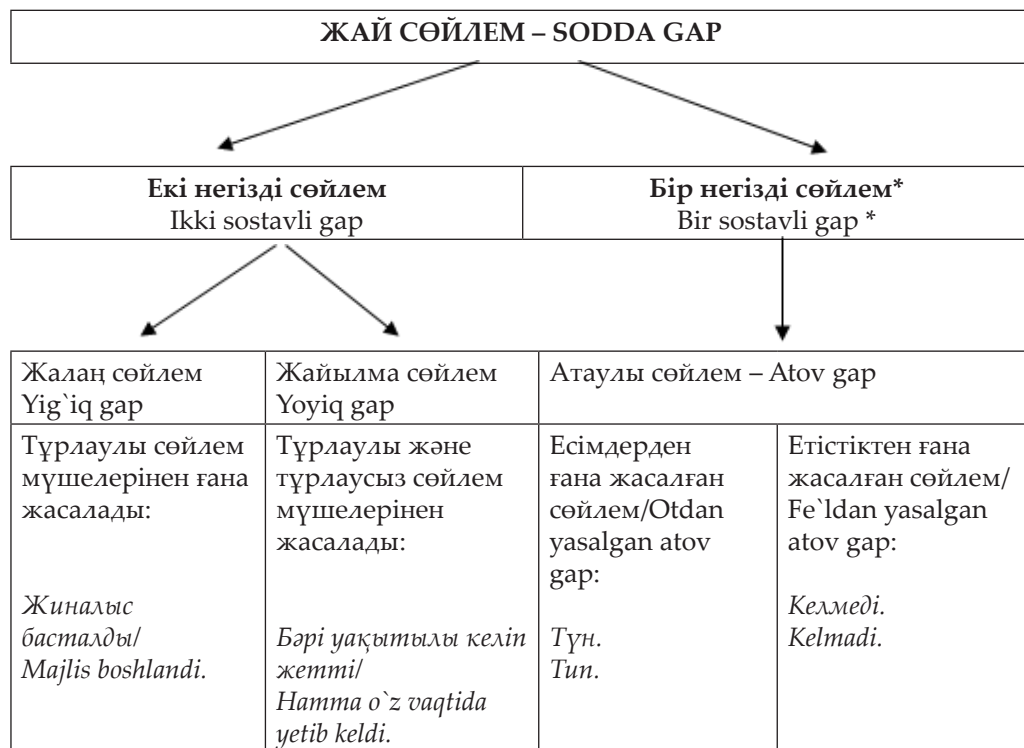 ЖАЙ СӨЙЛЕМ – SODDA GAP
Екі негізді сөйлем
Ikki sostavli gap
Бір негізді сөйлем*
Bir sostavli gap *
Жалаң сөйлем
Yig`iq gap
Жайылма сөйлем
Yoyiq gap
Атаулы сөйлем – Atov gap
Тұрлаулы сөйлем
мүшелерінен ғана
жасалады:
Жиналыс
басталды/
Majlis boshlandi.
Тұрлаулы және
тұрлаусыз сөйлем
мүшелерінен
жасалады:
Бәрі уақытылы келіп
жетті/
Hamma o`z vaqtida
yetib keldi.
Есімдерден
ғана жасалған
сөйлем/Otdan
yasalgan atov
gap:
Түн.
Tun.
Етістіктен ғана
жасалған сөйлем/
Fe`ldan yasalgan
atov gap:
Келмеді.
Kelmadi.